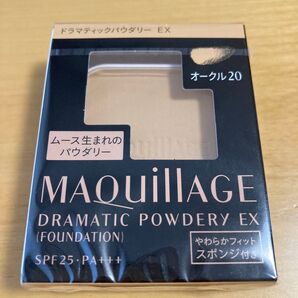 ドラマティックパウダリー EX
オークル20
ムース生まれの
パウダリー
MAQuillAGE
DRAMATIC POWDERY EX
(FOUNDATION)
やわらかフィット
スポンジ付き
SPF25・PA+++